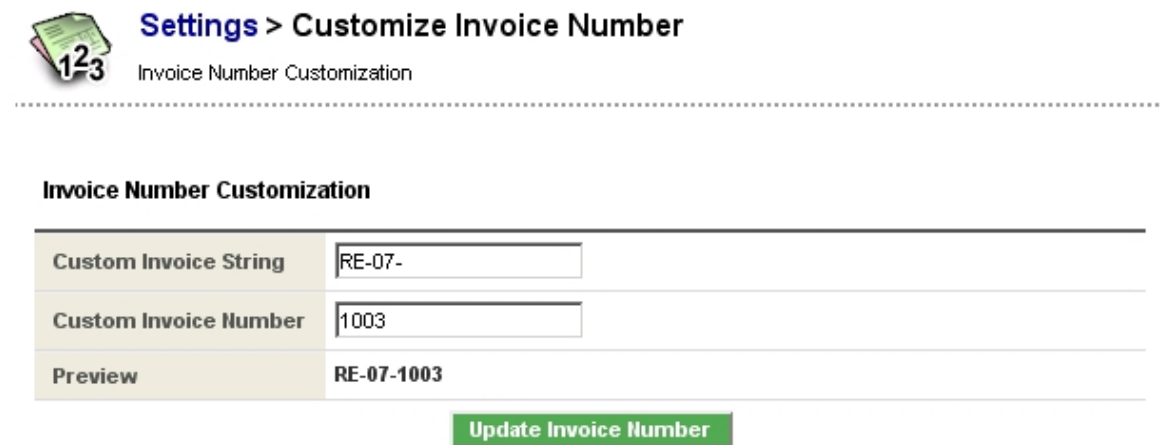 Settings > Customize Invoice Number
123
Invoice Number Customization
Invoice Number Customization
Custom Invoice String RE-07-
Custom Invoice Number 1003
Preview RE-07-1003
Update Invoice Number